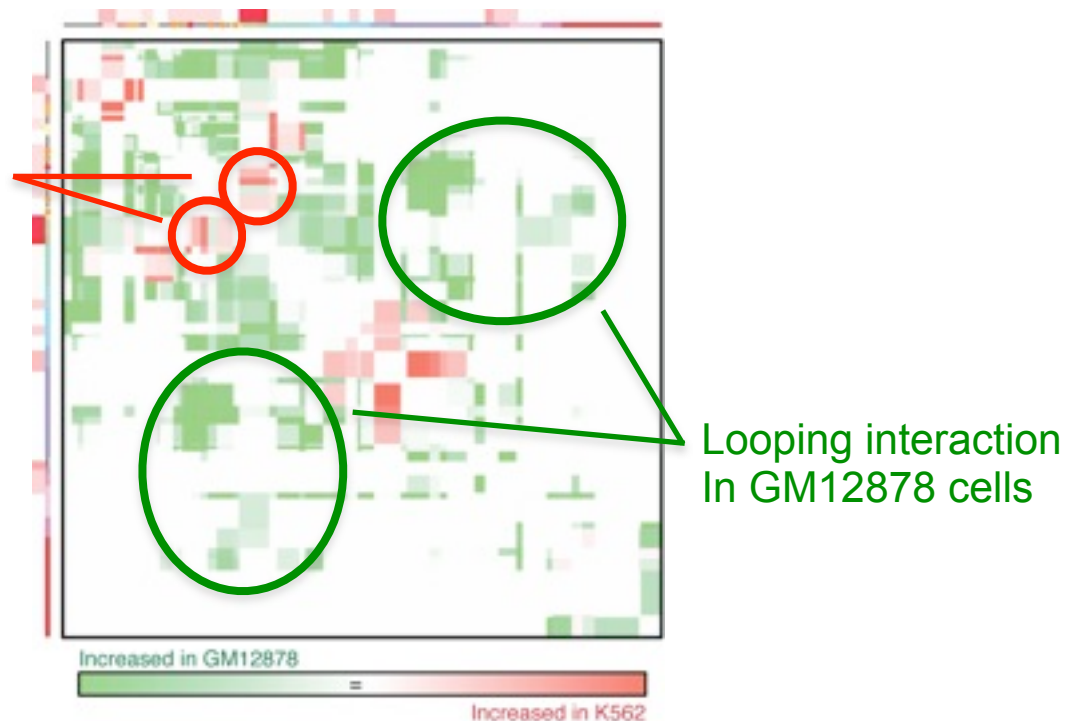 Looping interaction
In GM12878 cells
Increased in GM12878
=
Increased in K562